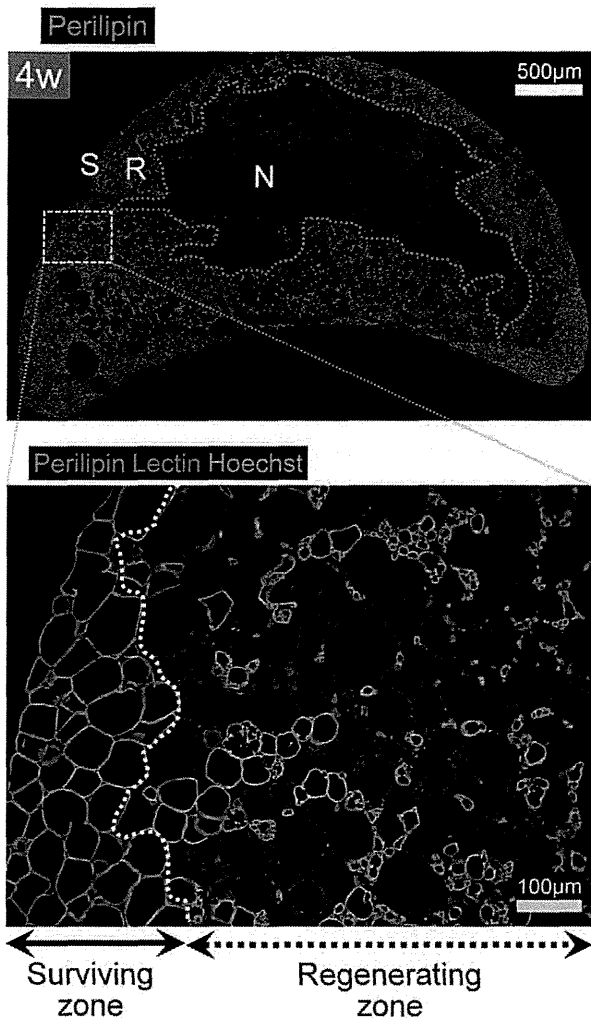 Perilipin
4w
500µm
S R N
Perilipin Lectin Hoechst
100µm
Surviving zone
Regenerating zone